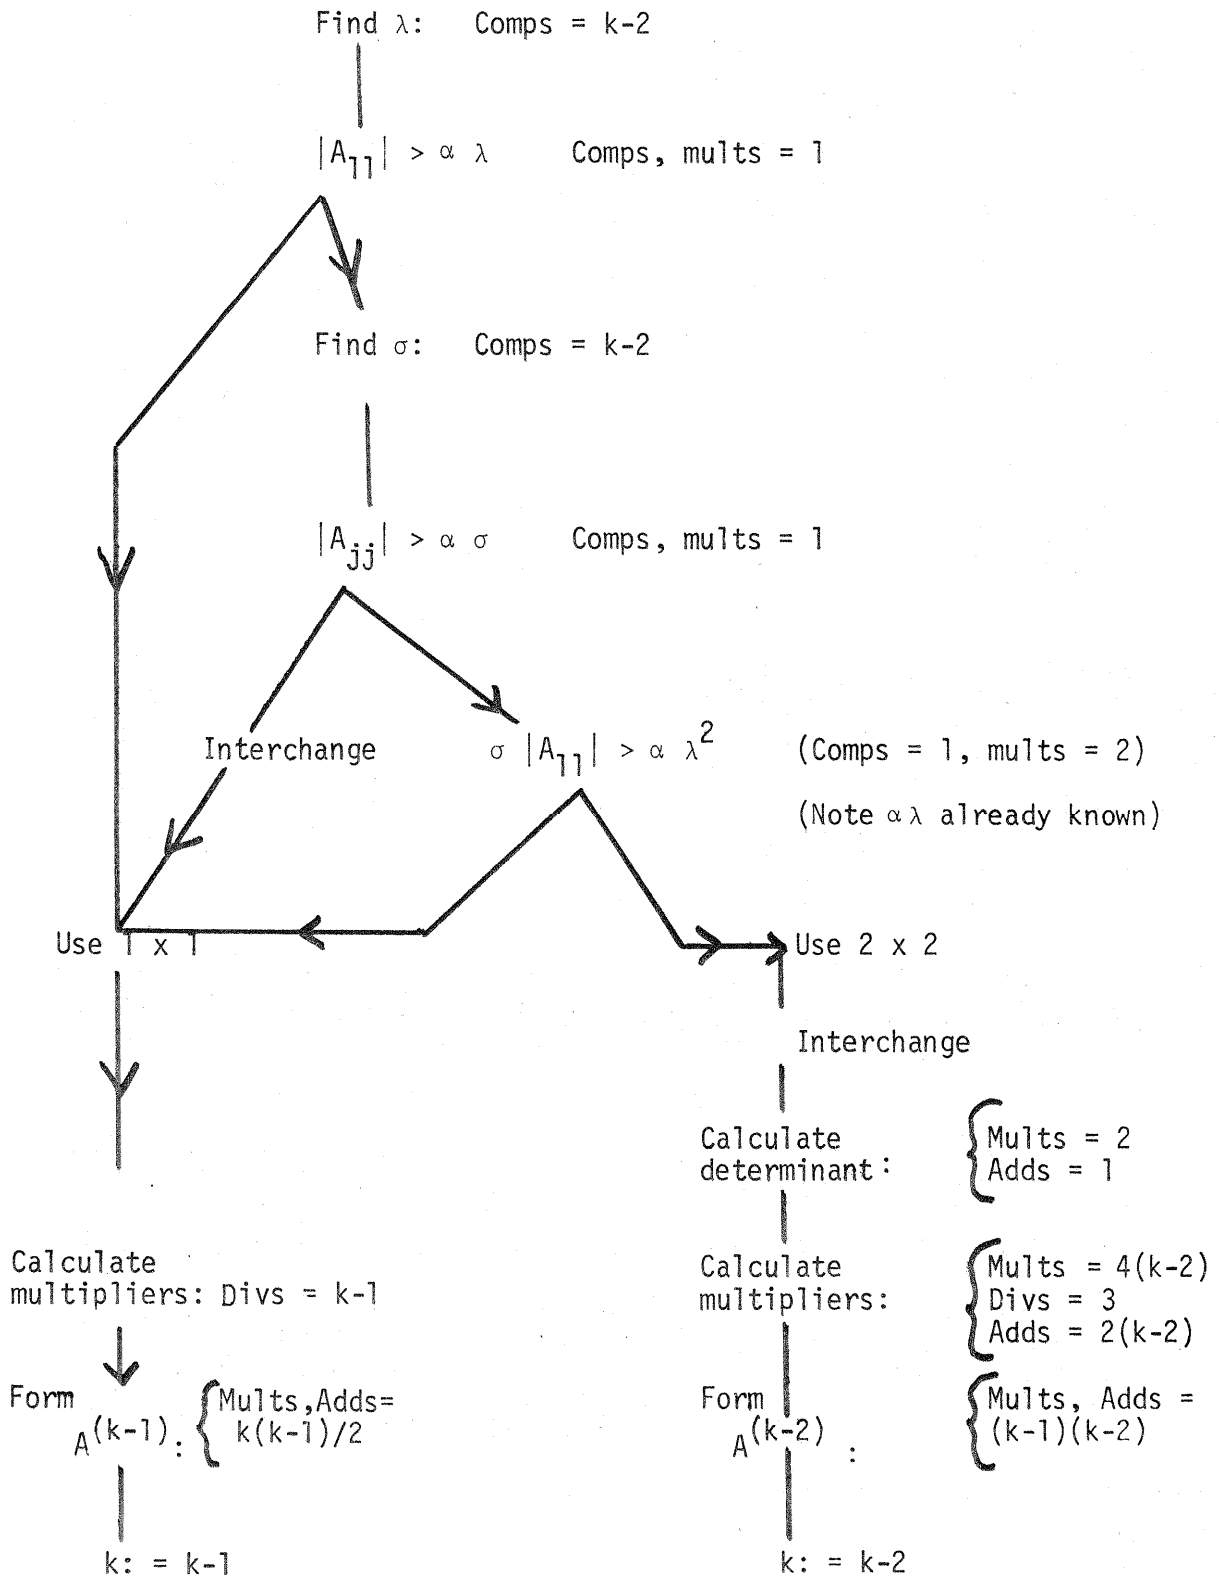 Find λ: Comps = k-2
|A₁₁| > α λ Comps, mults = 1
Find σ: Comps = k-2
|Ajj| > α σ Comps, mults = 1
Interchange σ |A₁₁| > α λ² (Comps = 1, mults = 2)
(Note αλ already known)
Use 1 x 1 Use 2 x 2
Interchange
Calculate
determinant:
Mults = 2
Adds = 1
Calculate
multipliers: Divs = k-1
Calculate
multipliers:
Mults = 4(k-2)
Divs = 3
Adds = 2(k-2)
Form
A(k-1):
Mults,Adds=
k(k-1)/2
Form
A(k-2) :
Mults, Adds =
(k-1)(k-2)
k: = k-1
k: = k-2